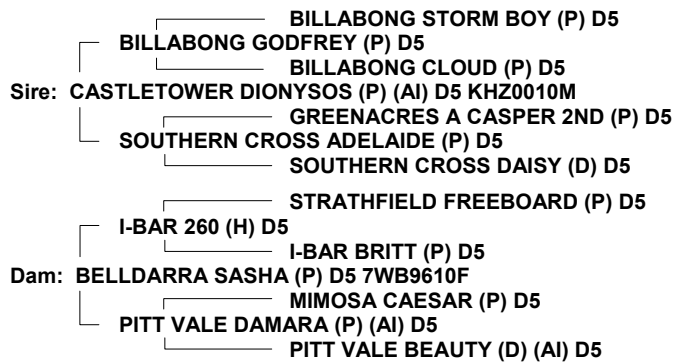 BILLABONG STORM BOY (P) D5
BILLABONG GODFREY (P) D5
BILLABONG CLOUD (P) D5
Sire: CASTLETOWER DIONYSOS (P) (AI) D5 KHZ0010M
GREENACRES A CASPER 2ND (P) D5
SOUTHERN CROSS ADELAIDE (P) D5
SOUTHERN CROSS DAISY (D) D5
STRATHFIELD FREEBOARD (P) D5
I-BAR 260 (H) D5
I-BAR BRITT (P) D5
Dam: BELLDARRA SASHA (P) D5 7WB9610F
MIMOSA CAESAR (P) D5
PITT VALE DAMARA (P) (AI) D5
PITT VALE BEAUTY (D) (AI) D5